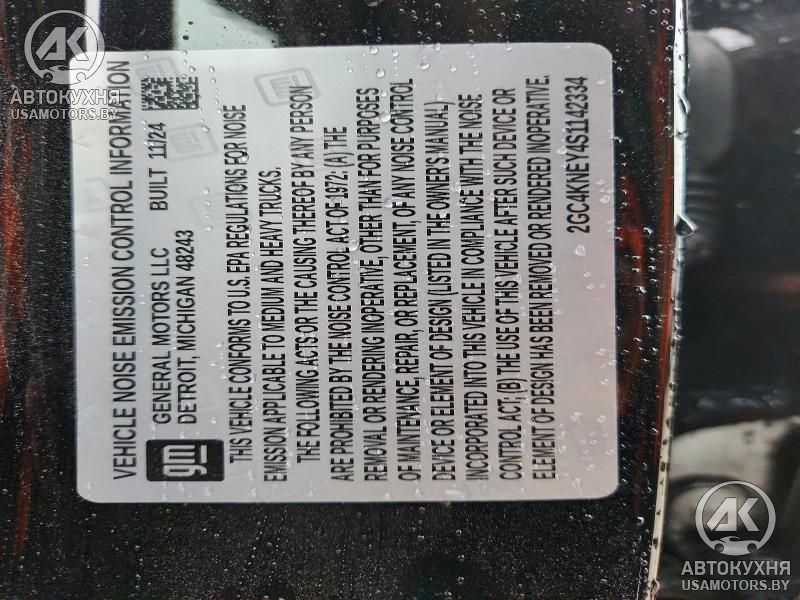 АВТОКУХНЯ
USAMOTORS.BY
VEHICLE NOISE EMISSION CONTROL INFORMATION
gm
GENERAL MOTORS LLC BUILT 11/24
DETROIT, MICHIGAN 48243
THIS VEHICLE CONFORMS TO U.S. EPA REGULATIONS FOR NOISE
EMISSION APPLICABLE TO MEDIUM AND HEAVY TRUCKS.
THE FOLLOWING ACTS OR THE CAUSING THEREOF BY ANY PERSON
ARE PROHIBITED BY THE NOISE CONTROL ACT OF 1972: (A) THE
REMOVAL OR RENDERING INOPERATIVE, OTHER THAN FOR PURPOSES
OF MAINTENANCE, REPAIR, OR REPLACEMENT, OF ANY NOISE CONTROL
DEVICE OR ELEMENT OF DESIGN (LISTED IN THE OWNERS MANUAL)
INCORPORATED INTO THIS VEHICLE IN COMPLIANCE WITH THE NOISE
CONTROL ACT; (B) THE USE OF THIS VEHICLE AFTER SUCH DEVICE OR
ELEMENT OF DESIGN HAS BEEN REMOVED OR RENDERED INOPERATIVE.
2GC4KNEY4S1142334
АВТОКУХНЯ
USAMOTORS.BY